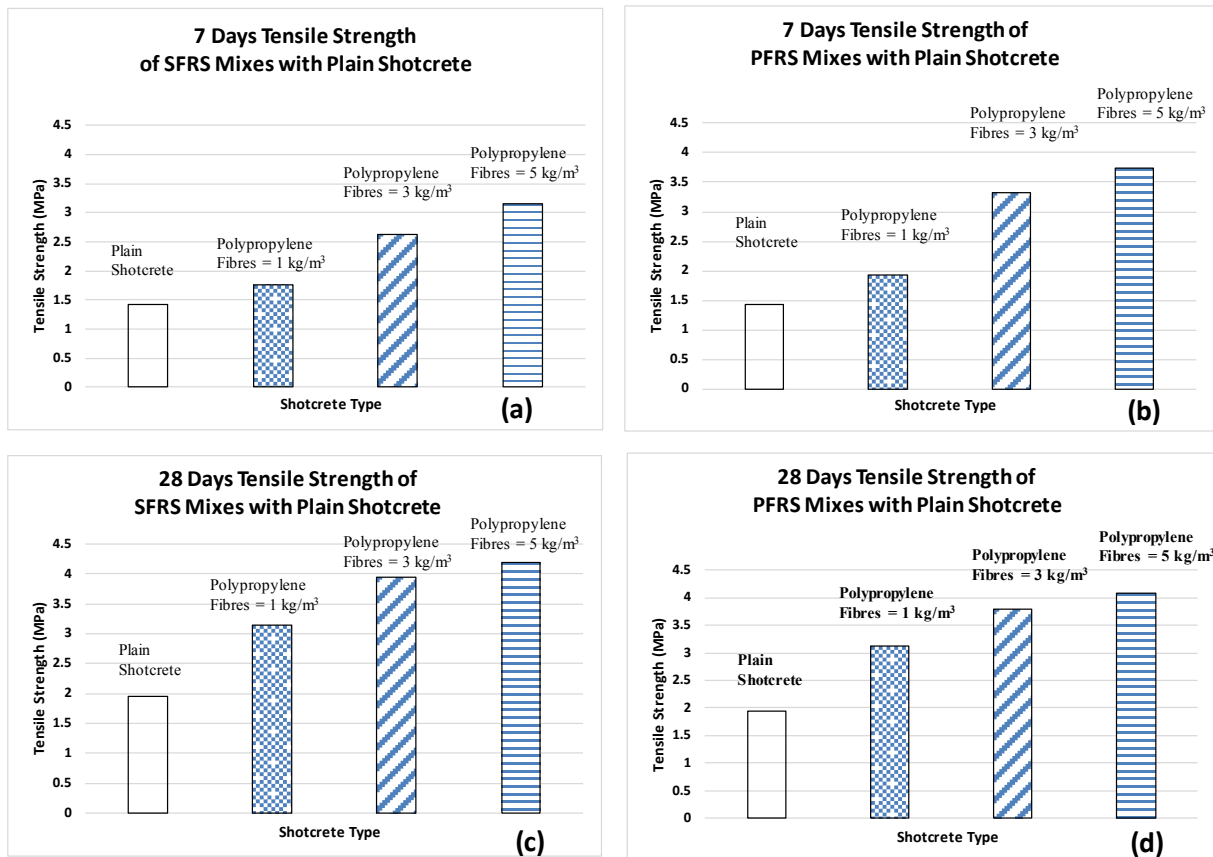 7 Days Tensile Strength
of SFRS Mixes with Plain Shotcrete
Tensile Strength (MPa)
4.5
4
3.5
3
2.5
2
1.5
1
0.5
0
Plain
Shotcrete
Polypropylene
Fibres = 1 kg/m³
Polypropylene
Fibres = 3 kg/m³
Polypropylene
Fibres = 5 kg/m³
Shotcrete Type
(a)
7 Days Tensile Strength of
PFRS Mixes with Plain Shotcrete
Tensile Strength (MPa)
4.5
4
3.5
3
2.5
2
1.5
1
0.5
0
Plain
Shotcrete
Polypropylene
Fibres = 1 kg/m³
Polypropylene
Fibres = 3 kg/m³
Polypropylene
Fibres = 5 kg/m³
Shotcrete Type
(b)
28 Days Tensile Strength of
SFRS Mixes with Plain Shotcrete
Tensile Strength (MPa)
4.5
4
3.5
3
2.5
2
1.5
1
0.5
0
Plain
Shotcrete
Polypropylene
Fibres = 1 kg/m³
Polypropylene
Fibres = 3 kg/m³
Polypropylene
Fibres = 5 kg/m³
Shotcrete Type
(c)
28 Days Tensile Strength of
PFRS Mixes with Plain Shotcrete
Tensile Strength (MPa)
4.5
4
3.5
3
2.5
2
1.5
1
0.5
0
Plain
Shotcrete
Polypropylene
Fibres = 1 kg/m³
Polypropylene
Fibres = 3 kg/m³
Polypropylene
Fibres = 5 kg/m³
Shotcrete Type
(d)